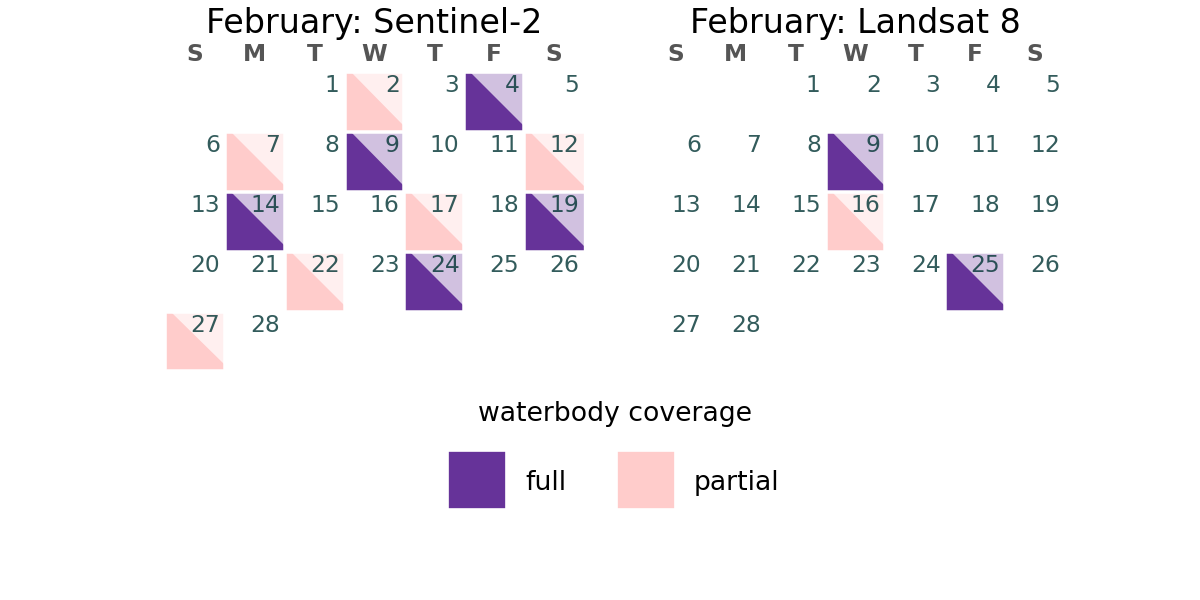 February: Sentinel-2
S M T W T F S
1 2 3 4 5
6 7 8 9 10 11 12
13 14 15 16 17 18 19
20 21 22 23 24 25 26
27 28
February: Landsat 8
S M T W T F S
1 2 3 4 5
6 7 8 9 10 11 12
13 14 15 16 17 18 19
20 21 22 23 24 25 26
27 28
waterbody coverage
full partial